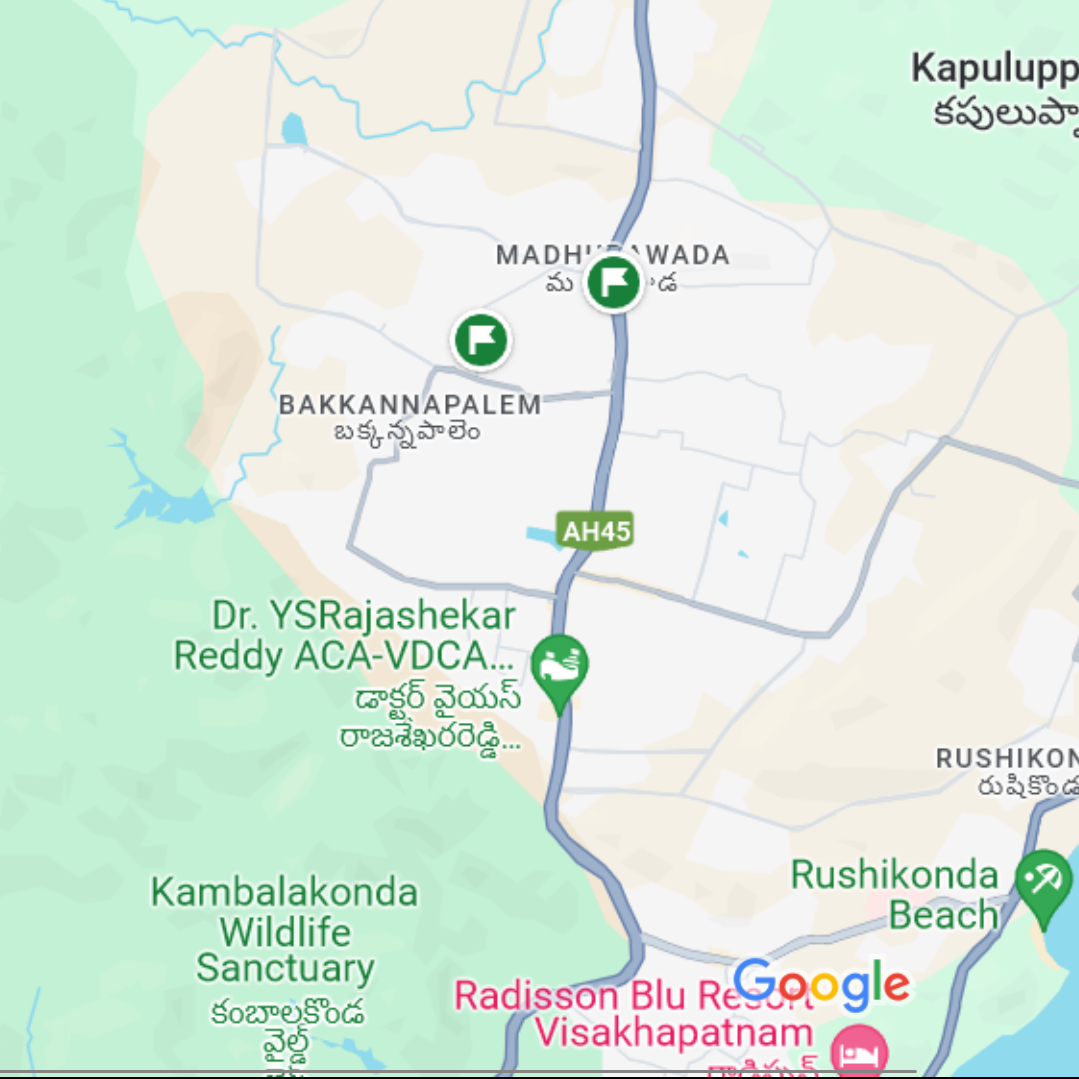 Kapulupp
కపులుప్పా
MADHURAWADA
BAKKANNAPALEM
బక్కన్నపాలెం
AH45
Dr. YSRajashekar
Reddy ACA-VDCA...
డాక్టర్ వైయస్
రాజశేఖరరెడ్డి...
RUSHIKON
రుషికొండ
Rushikonda
Beach
Kambalakonda
Wildlife
Sanctuary
కంబాలకొండ
వైల్డ్
Google
Radisson Blu Resort
Visakhapatnam